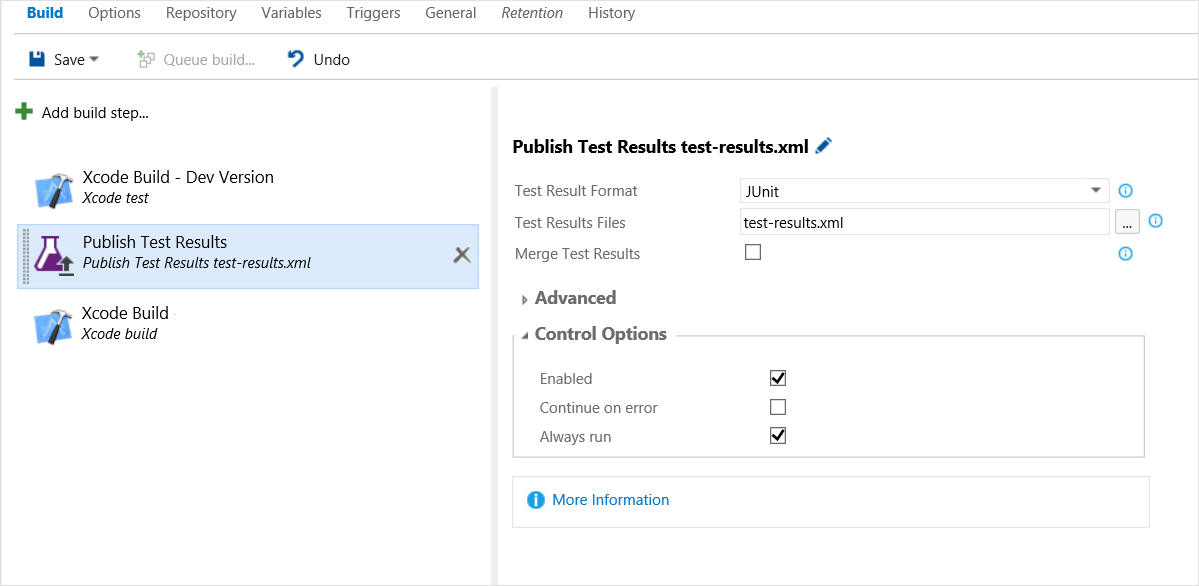 Build Options Repository Variables Triggers General Retention History
Save Queue build... Undo
Add build step...
Xcode Build - Dev Version
Xcode test
Publish Test Results
Publish Test Results test-results.xml
Xcode Build
Xcode build
Publish Test Results test-results.xml
Test Result Format JUnit
Test Results Files test-results.xml ...
Merge Test Results
Advanced
Control Options
Enabled
Continue on error
Always run
More Information